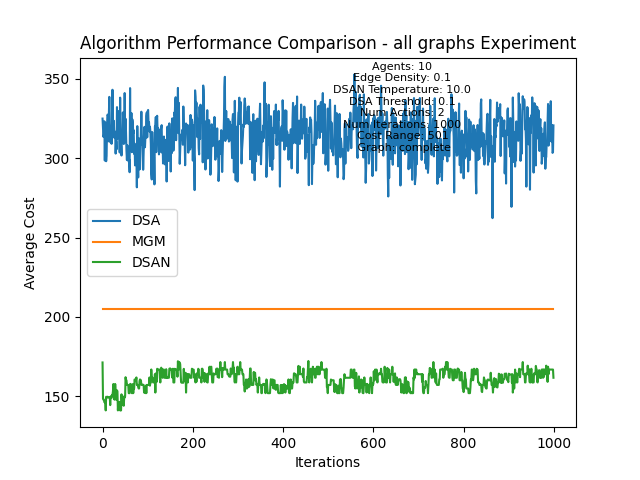 Algorithm Performance Comparison - all graphs Experiment
Agents: 10
Edge Density: 0.1
DSAN Temperature: 10.0
DSA Threshold: 0.1
Num Actions: 2
Num Iterations: 1000
Cost Range: 501
Graph: complete
350
300
250
200
150
Average Cost
DSA
MGM
DSAN
0
200
400
600
800
1000
Iterations